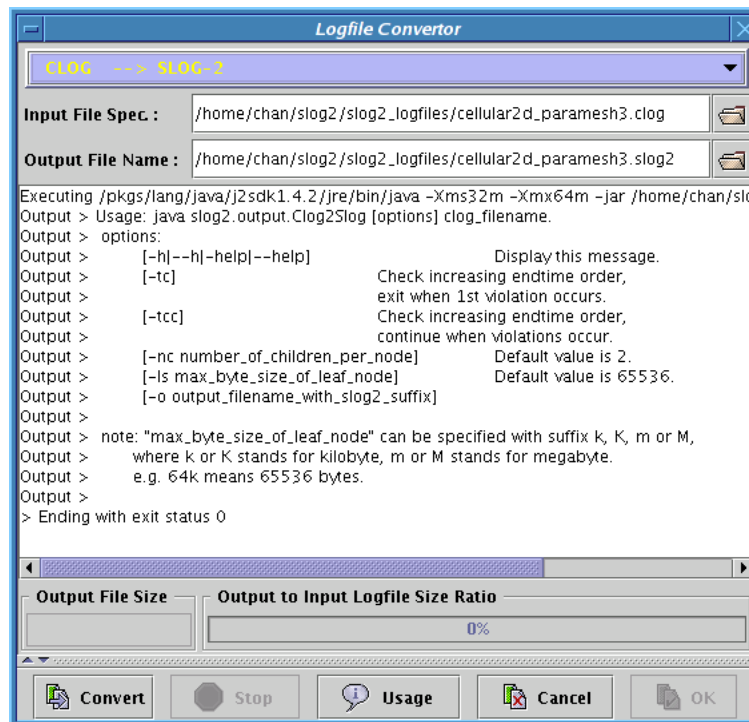 Logfile Convertor
CLOG --> SLOG-2
Input File Spec. : /home/chan/slog2/slog2_logfiles/cellular2d_paramesh3.clog
Output File Name : /home/chan/slog2/slog2_logfiles/cellular2d_paramesh3.slog2
Executing /pkgs/lang/java/j2sdk1.4.2/jre/bin/java -Xms32m -Xmx64m -jar /home/chan/slo
Output > Usage: java slog2.output.Clog2Slog [options] clog_filename.
Output > options:
Output > [-h|--h|-help|--help] Display this message.
Output > [-tc] Check increasing endtime order,
Output > exit when 1st violation occurs.
Output > [-tcc] Check increasing endtime order,
Output > continue when violations occur.
Output > [-nc number_of_children_per_node] Default value is 2.
Output > [-ls max_byte_size_of_leaf_node] Default value is 65536.
Output > [-o output_filename_with_slog2_suffix]
Output >
Output > note: "max_byte_size_of_leaf_node" can be specified with suffix k, K, m or M,
Output > where k or K stands for kilobyte, m or M stands for megabyte.
Output > e.g. 64k means 65536 bytes.
Output >
> Ending with exit status 0
Output File Size Output to Input Logfile Size Ratio
0%
Convert Stop Usage Cancel OK